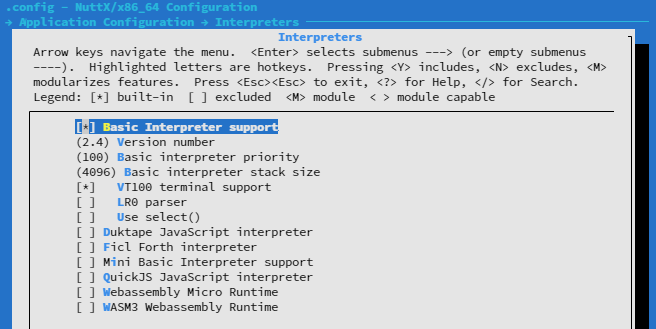 .config - NuttX/x86_64 Configuration
→ Application Configuration → Interpreters
Interpreters
Arrow keys navigate the menu.  <Enter> selects submenus ---> (or empty submenus
----).  Highlighted letters are hotkeys.  Pressing <Y> includes, <N> excludes, <M>
modularizes features.  Press <Esc><Esc> to exit, <?> for Help, </> for Search.
Legend: [*] built-in  [ ] excluded  <M> module  < > module capable
[*] Basic Interpreter support
(2.4) Version number
(100) Basic interpreter priority
(4096) Basic interpreter stack size
[*]   VT100 terminal support
[ ]   LR0 parser
[ ]   Use select()
[ ] Duktape JavaScript interpreter
[ ] Ficl Forth interpreter
[ ] Mini Basic Interpreter support
[ ] QuickJS JavaScript interpreter
[ ] Webassembly Micro Runtime
[ ] WASM3 Webassembly Runtime